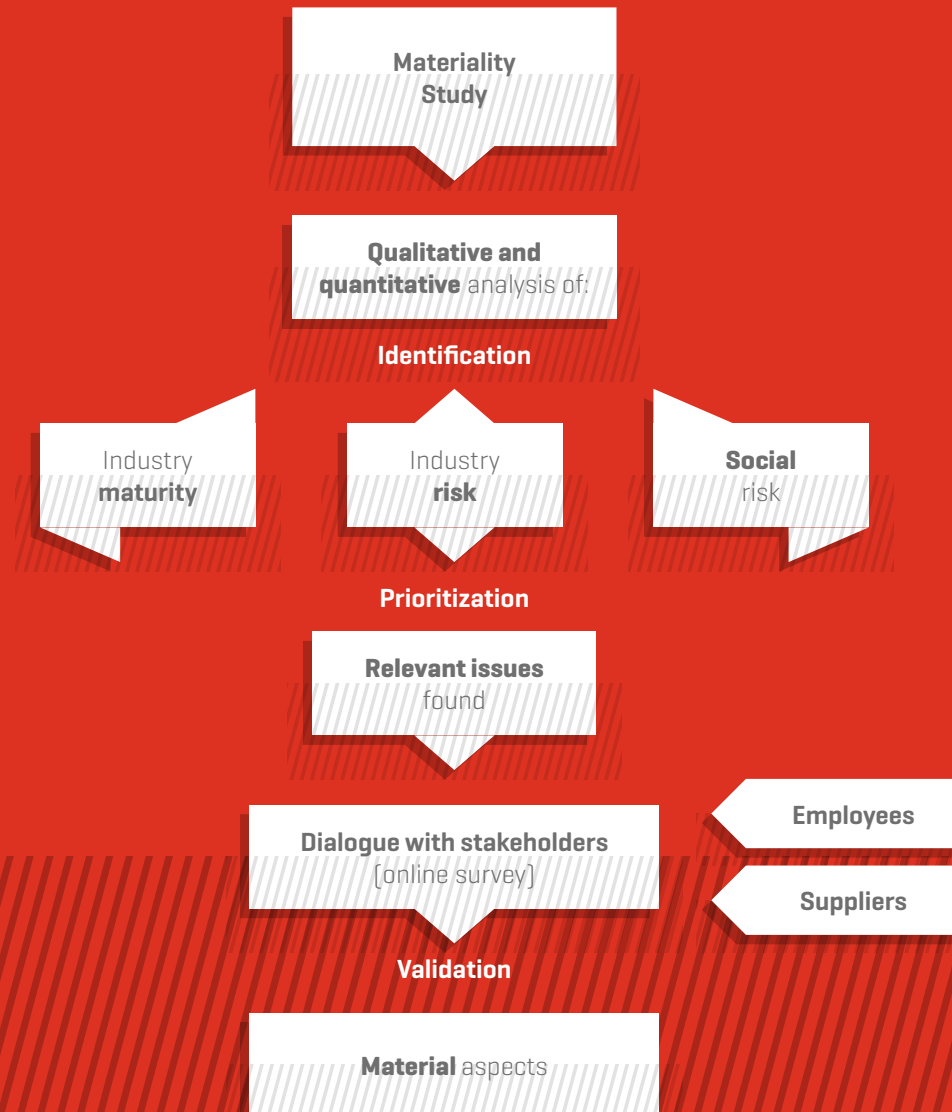 Materiality
Study
Qualitative and
quantitative analysis of:
Identification
Industry
maturity
Industry
risk
Social
risk
Prioritization
Relevant issues
found
Dialogue with stakeholders
(online survey)
Employees
Suppliers
Validation
Material aspects